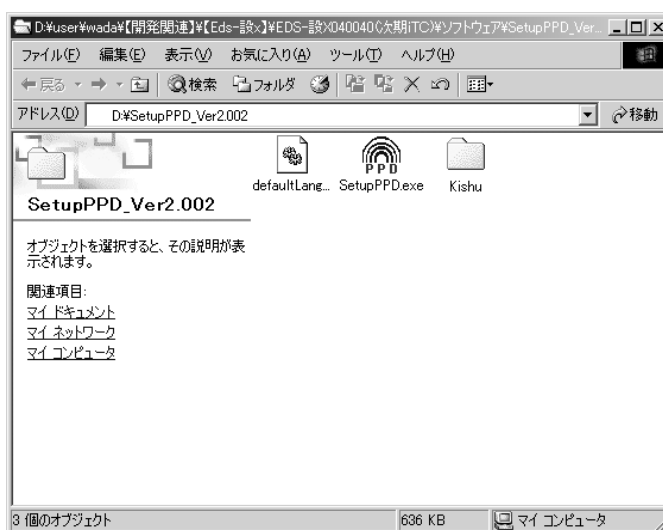 D:¥user¥wada¥【開発関連】¥【Eds-設x】¥EDS-設X040040(次期iTC)¥ソフトウェア¥SetupPPD_Ver...
ファイル(F) 編集(E) 表示(V) お気に入り(A) ツール(T) ヘルプ(H)
戻る 検索 フォルダ
アドレス(D) D:¥SetupPPD_Ver2.002 移動
defaultLang... SetupPPD.exe Kishu
PPD
SetupPPD_Ver2.002
オブジェクトを選択すると、その説明が表
示されます。
関連項目:
マイ ドキュメント
マイ ネットワーク
マイ コンピュータ
3 個のオブジェクト 636 KB マイ コンピュータ